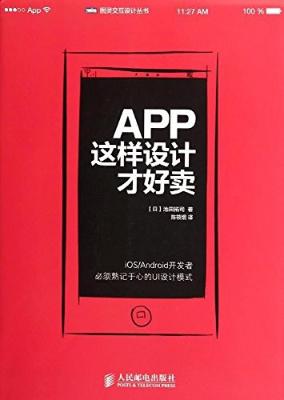 App
图灵交互设计丛书
11:27 AM
100 %
APP
这样设计
才好卖
[日] 池田拓司 著
陈筱烟 译
iOS/Android开发者
必须熟记于心的UI设计模式
人民邮电出版社
POSTS & TELECOM PRESS